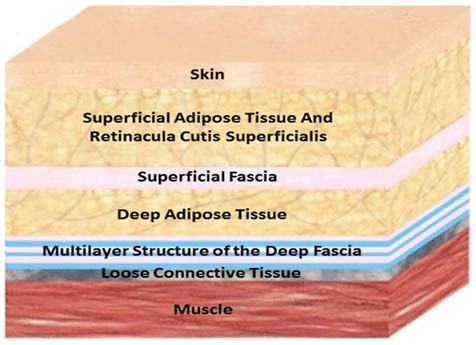 Skin
Superficial Adipose Tissue And
Retinacula Cutis Superficialis
Superficial Fascia
Deep Adipose Tissue
Multilayer Structure of the Deep Fascia
Loose Connective Tissue
Muscle